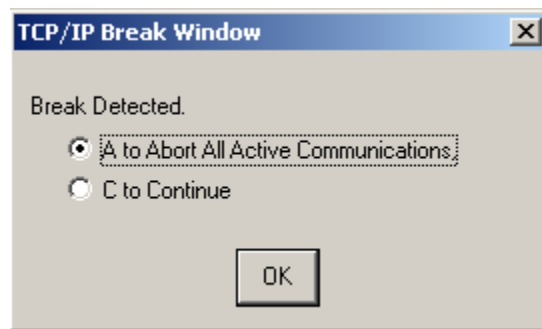 TCP/IP Break Window
Break Detected.
A to Abort All Active Communications,
C to Continue
OK